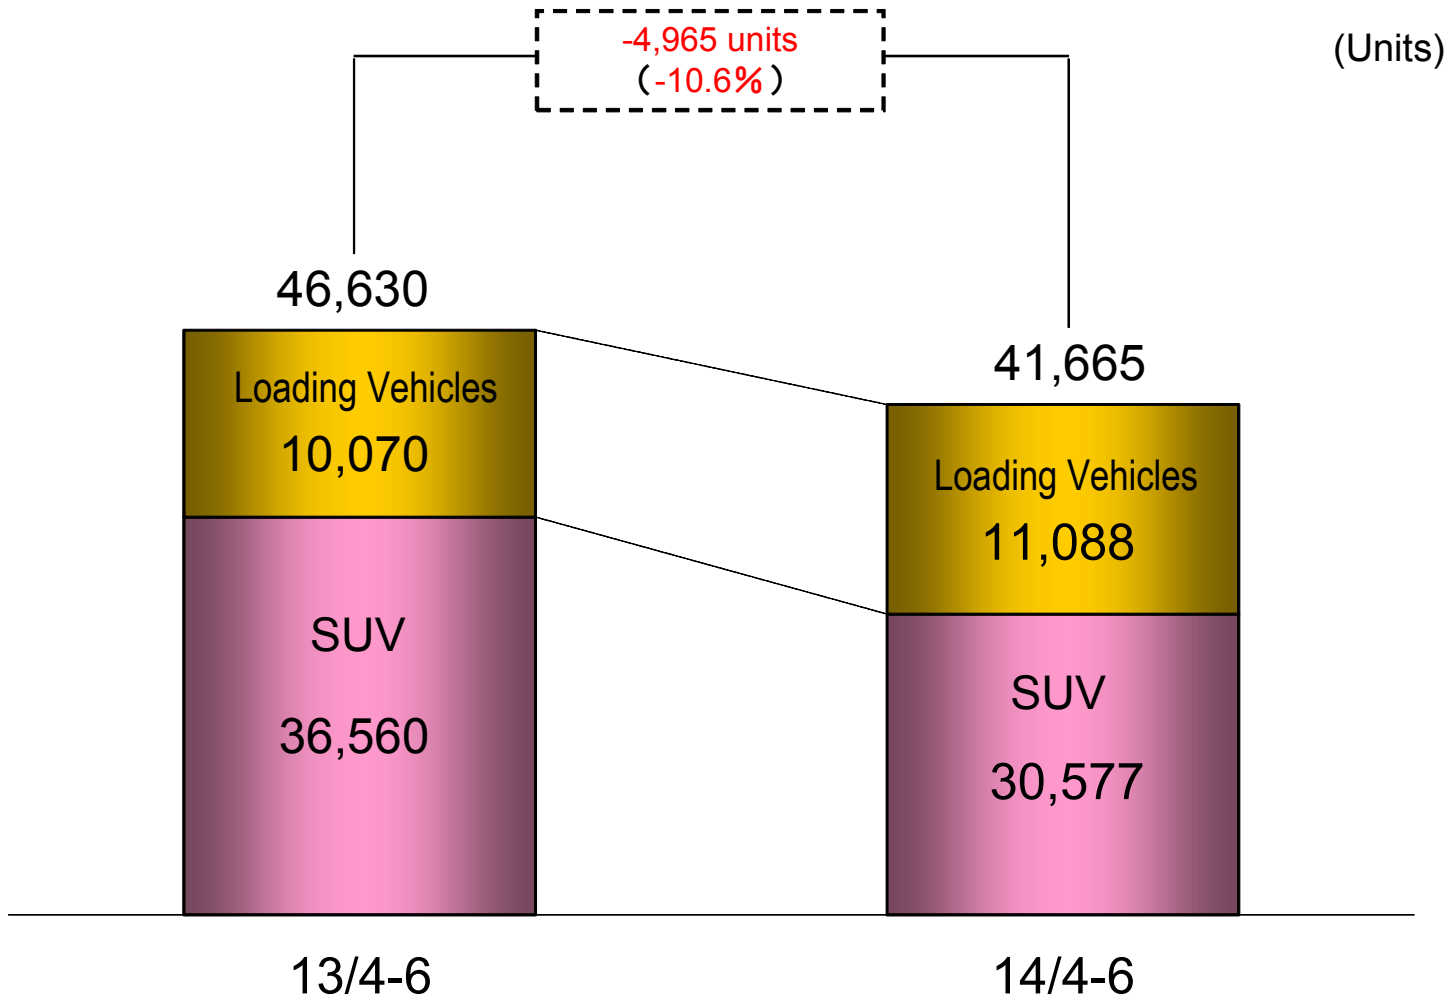 -4,965 units
（-10.6％）
(Units)
46,630
41,665
Loading Vehicles
10,070
Loading Vehicles
11,088
SUV
36,560
SUV
30,577
13/4-6
14/4-6